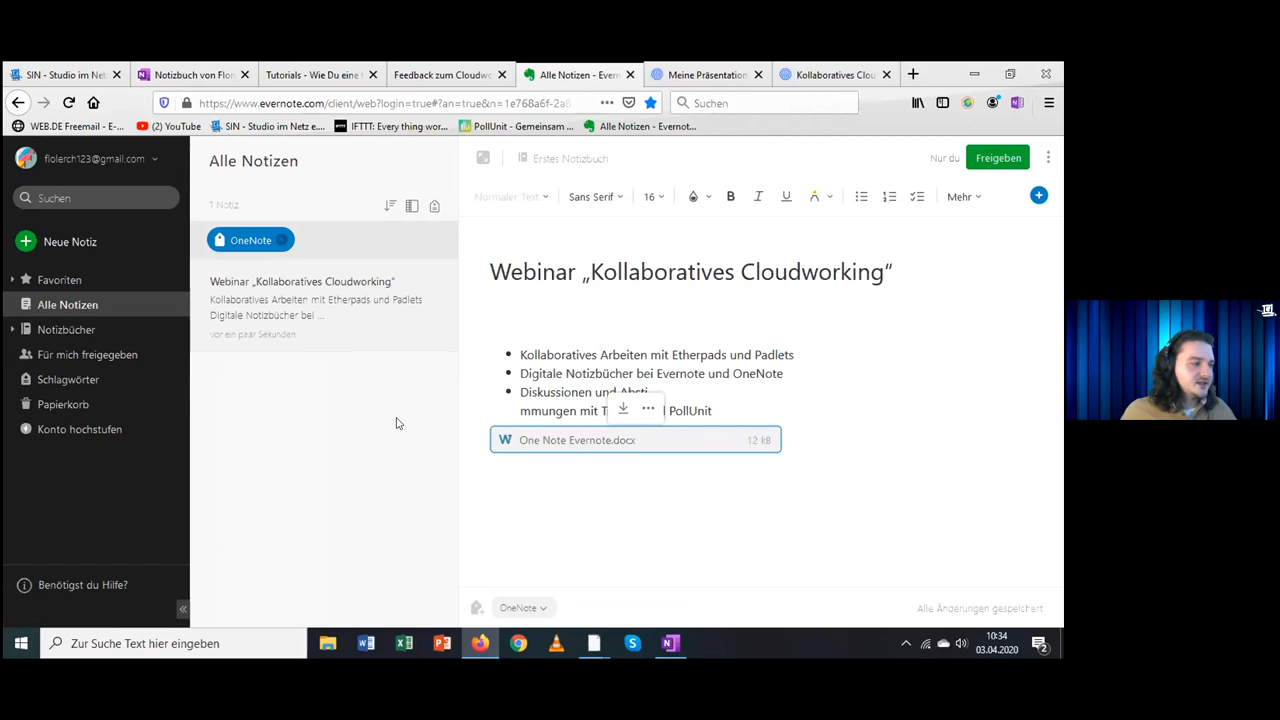 SIN - Studio im Net
Notizbuch von Flori
Tutorials - Wie Du eine
Feedback zum Cloudwo
Alle Notizen - Evern
Meine Präsentation
Kollaboratives Clou
https://www.evernote.com/client/web?login=true#?an=true&n=1e768a6f-2a8
Suchen
WEB.DE Freemail - E-...
(2) YouTube
SIN - Studio im Netz e....
IFTTT: Every thing wor...
PollUnit - Gemeinsam ...
Alle Notizen - Evernot...
flolerch123@gmail.com
Suchen
Neue Notiz
Favoriten
Alle Notizen
Notizbücher
Für mich freigegeben
Schlagwörter
Papierkorb
Konto hochstufen
Benötigst du Hilfe?
Alle Notizen
1 Notiz
OneNote
Webinar „Kollaboratives Cloudworking“
Kollaboratives Arbeiten mit Etherpads und Padlets
Digitale Notizbücher bei ...
vor ein paar Sekunden
Erstes Notizbuch
Nur du
Freigeben
Normaler Text
Sans Serif
16
B
I
U
A
Mehr
Webinar „Kollaboratives Cloudworking“
Kollaboratives Arbeiten mit Etherpads und Padlets
Digitale Notizbücher bei Evernote und OneNote
Diskussionen und Absti
mmungen mit T d PollUnit
One Note Evernote.docx
12 kB
OneNote
Alle Änderungen gespeichert
Zur Suche Text hier eingeben
10:34
03.04.2020
2